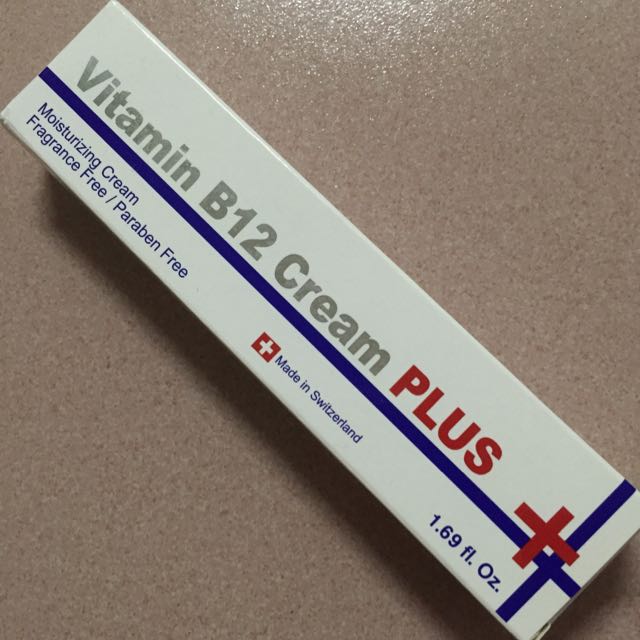 Vitamin B12 Cream PLUS
Moisturizing Cream
Fragrance Free / Paraben Free
Made in Switzerland
1.69 fl. Oz.